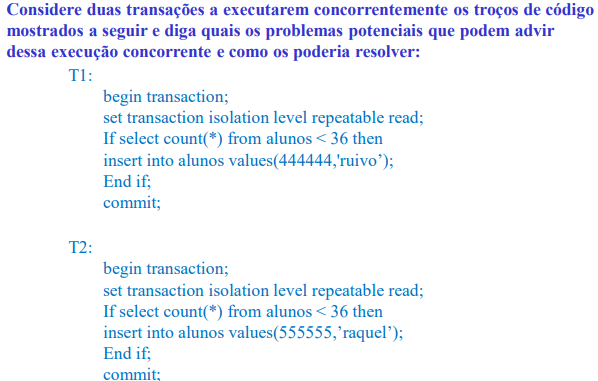 Considere duas transações a executarem concorrentemente os troços de código
mostrados a seguir e diga quais os problemas potenciais que podem advir
dessa execução concorrente e como os poderia resolver:
T1:
begin transaction;
set transaction isolation level repeatable read;
If select count(*) from alunos < 36 then
insert into alunos values(444444,'ruivo’);
End if;
commit;
T2:
begin transaction;
set transaction isolation level repeatable read;
If select count(*) from alunos < 36 then
insert into alunos values(555555,’raquel’);
End if;
commit;